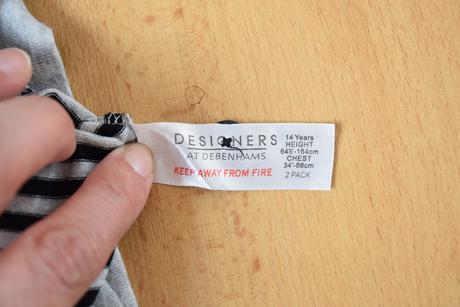 DESIGNERS
AT DEBENHAMS
KEEP AWAY FROM FIRE
14 Years
HEIGHT
64½"-164cm
CHEST
34"-86cm
2 PACK